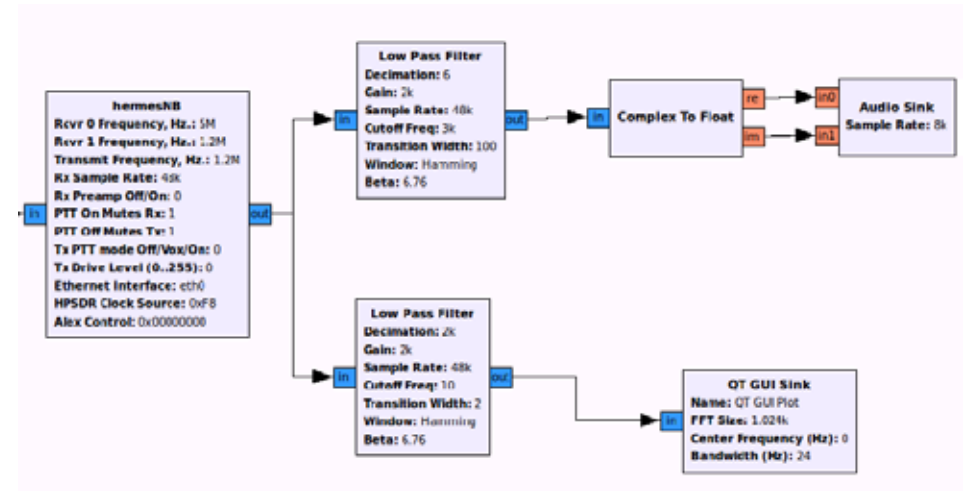 hermesNB
Rcvr 0 Frequency, Hz.: 5M
Rcvr 1 Frequency, Hz.: 1.2M
Transmit Frequency, Hz.: 1.2M
Rx Sample Rate: 48k
Rx Preamp Off/On: 0
PTT On Mutes Rx: 1
PTT Off Mutes Tx: 1
Tx PTT mode Off/Vox/On: 0
Tx Drive Level (0..255): 0
Ethernet Interface: eth0
HPSDR Clock Source: 0xF8
Alex Control: 0x00000000
in
out
Low Pass Filter
Decimation: 6
Gain: 2k
Sample Rate: 48k
Cutoff Freq: 3k
Transition Width: 100
Window: Hamming
Beta: 6.76
in
out
in
Complex To Float
re
im
in0
in1
Audio Sink
Sample Rate: 8k
Low Pass Filter
Decimation: 2k
Gain: 2k
Sample Rate: 48k
Cutoff Freq: 10
Transition Width: 2
Window: Hamming
Beta: 6.76
in
out
in
QT GUI Sink
Name: QT GUI Plot
FFT Size: 1.024k
Center Frequency (Hz): 0
Bandwidth (Hz): 24